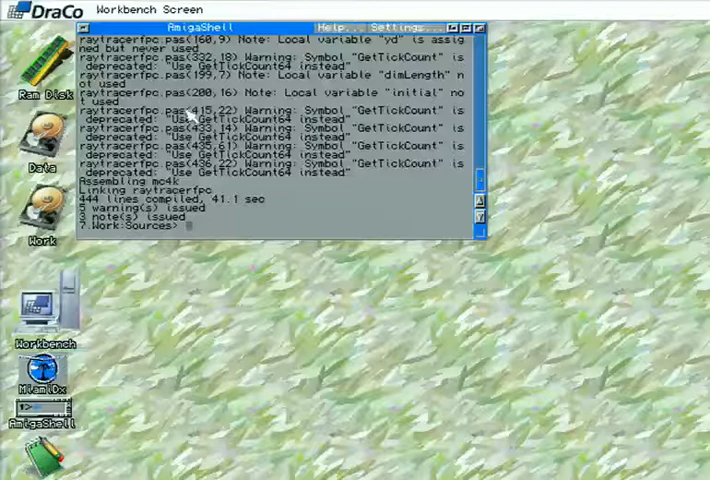 DraCo Workbench Screen
AmigaShell Help... Settings...
raytracerfpc.pas(160,9) Note: Local variable "yd" is assig
ned but never used
raytracerfpc.pas(332,18) Warning: Symbol "GetTickCount" is
deprecated: "Use GetTickCount64 instead"
raytracerfpc.pas(199,7) Note: Local variable "dimLength" n
ot used
raytracerfpc.pas(200,16) Note: Local variable "initial" no
t used
raytracerfpc.pas(415,22) Warning: Symbol "GetTickCount" is
deprecated: "Use GetTickCount64 instead"
raytracerfpc.pas(433,14) Warning: Symbol "GetTickCount" is
deprecated: "Use GetTickCount64 instead"
raytracerfpc.pas(435,61) Warning: Symbol "GetTickCount" is
deprecated: "Use GetTickCount64 instead"
raytracerfpc.pas(436,22) Warning: Symbol "GetTickCount" is
deprecated: "Use GetTickCount64 instead"
Assembling mc4k
Linking raytracerfpc
444 lines compiled, 41.1 sec
5 warning(s) issued
3 note(s) issued
7.Work:Sources>
Ram Disk
Data
Work
Workbench
MiamiDx
AmigaShell